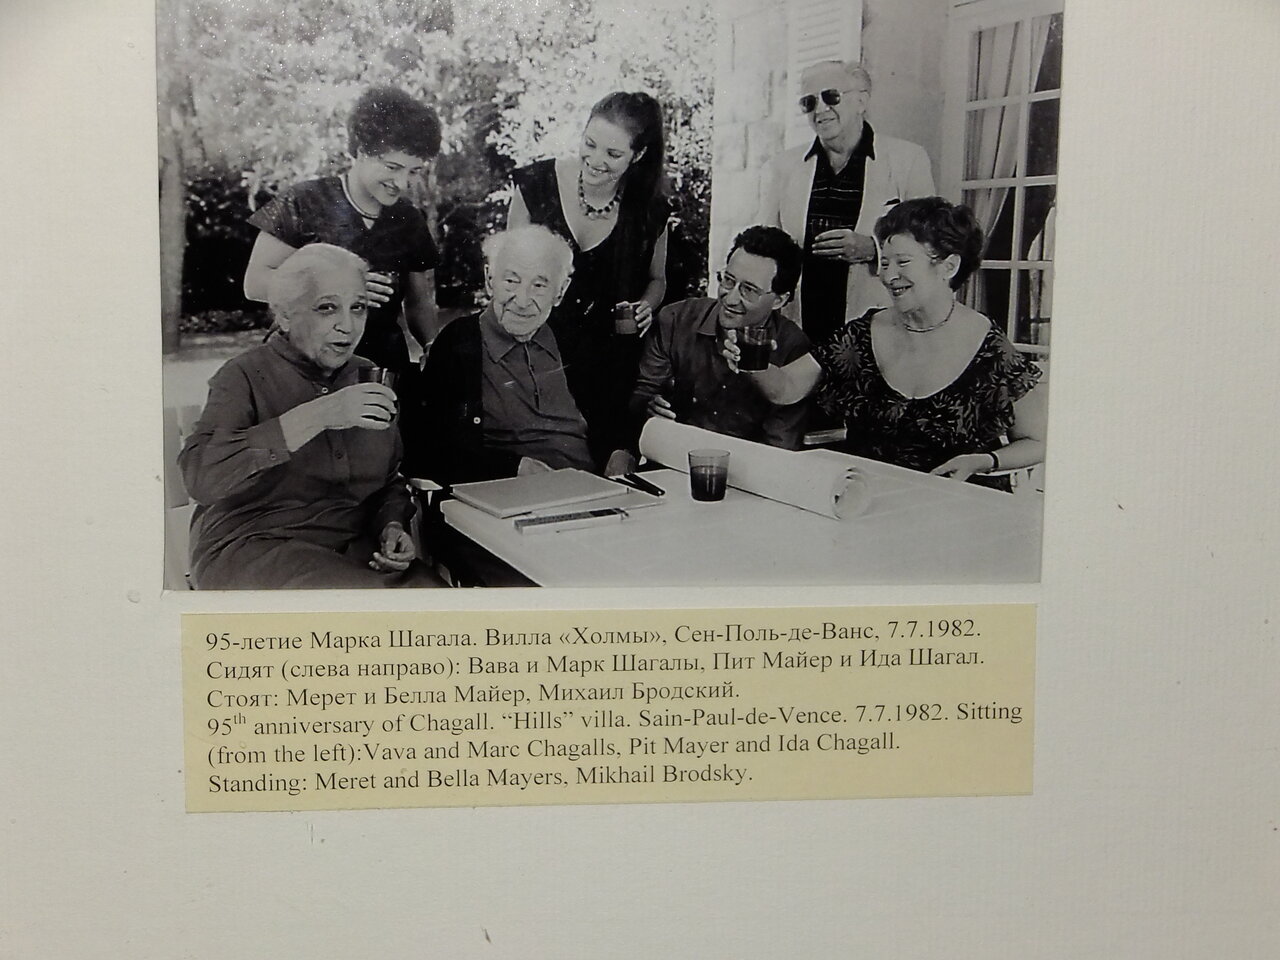 95-летие Марка Шагала. Вилла «Холмы», Сен-Поль-де-Ванс, 7.7.1982.
Сидят (слева направо): Вава и Марк Шагалы, Пит Майер и Ида Шагал.
Стоят: Мерет и Белла Майер, Михаил Бродский.
95th anniversary of Chagall. “Hills” villa. Sain-Paul-de-Vence. 7.7.1982. Sitting
(from the left):Vava and Marc Chagalls, Pit Mayer and Ida Chagall.
Standing: Meret and Bella Mayers, Mikhail Brodsky.